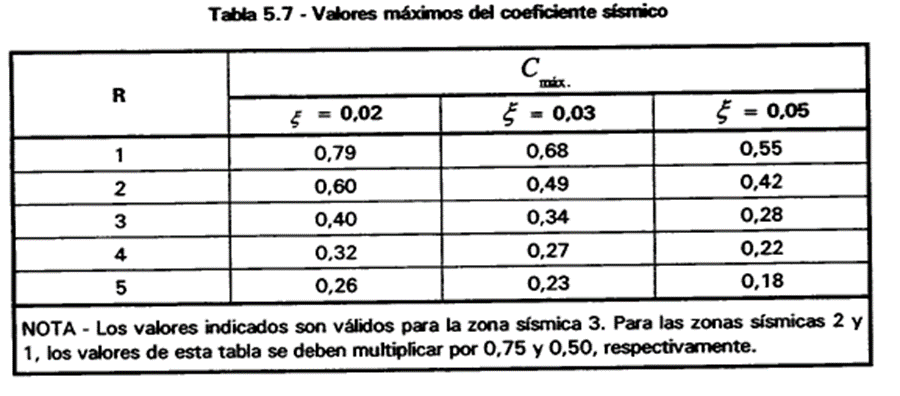 Tabla 5.7 - Valores máximos del coeficiente sísmico
R
C máx.
ξ = 0,02 ξ = 0,03 ξ = 0,05
1 0,79 0,68 0,55
2 0,60 0,49 0,42
3 0,40 0,34 0,28
4 0,32 0,27 0,22
5 0,26 0,23 0,18
NOTA - Los valores indicados son válidos para la zona sísmica 3. Para las zonas sísmicas 2 y
1, los valores de esta tabla se deben multiplicar por 0,75 y 0,50, respectivamente.